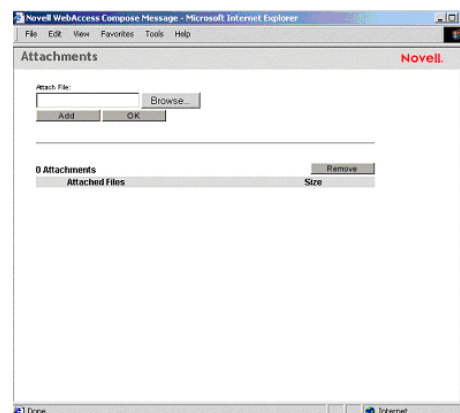 Novell WebAccess Compose Message - Microsoft Internet Explorer
File Edit View Favorites Tools Help
Attachments Novell.
Attach File:
Browse...
Add OK
0 Attachments Remove
Attached Files Size
Done Internet